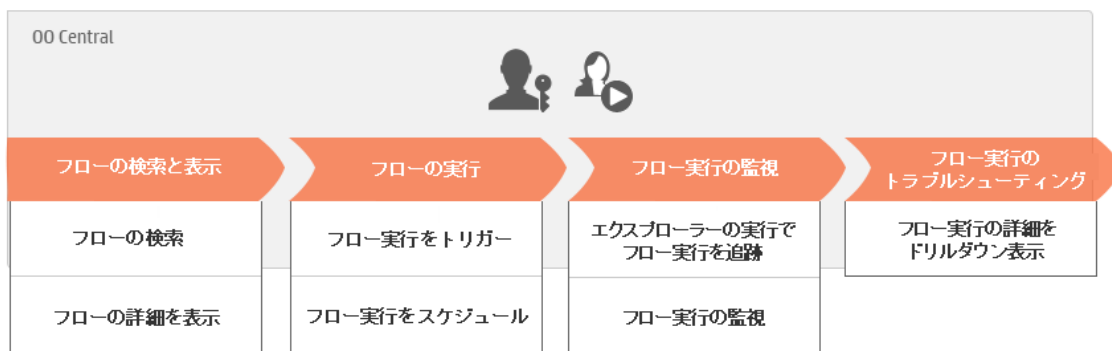 OO Central
フローの検索と表示
フローの実行
フロー実行の監視
フロー実行の
トラブルシューティング
フローの検索
フロー実行をトリガー
エクスプローラーの実行で
フロー実行を追跡
フロー実行の詳細を
ドリルダウン表示
フローの詳細を表示
フロー実行をスケジュール
フロー実行の監視